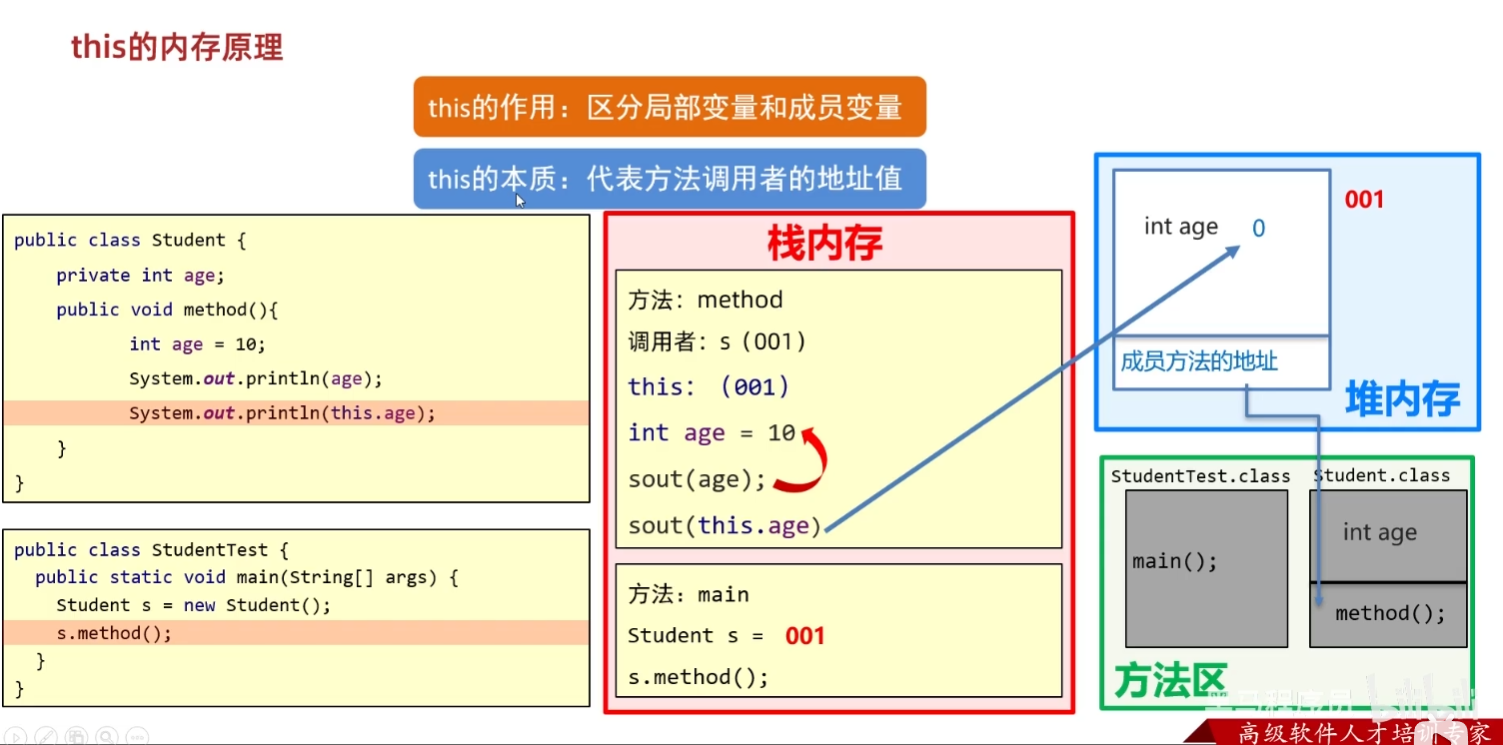 this的内存原理
this的作用：区分局部变量和成员变量
this的本质：代表方法调用者的地址值
public class Student {
private int age;
public void method(){
int age = 10;
System.out.println(age);
System.out.println(this.age);
}
}
public class StudentTest {
public static void main(String[] args) {
Student s = new Student();
s.method();
}
}
栈内存
方法：method
调用者：s（001）
this：（001）
int age = 10
sout(age);
sout(this.age)
方法：main
Student s = 001
s.method();
int age 0
001
成员方法的地址
堆内存
StudentTest.class
main();
Student.class
int age
method();
方法区
黑马程序员
bilibili
高级软件人才培训专家